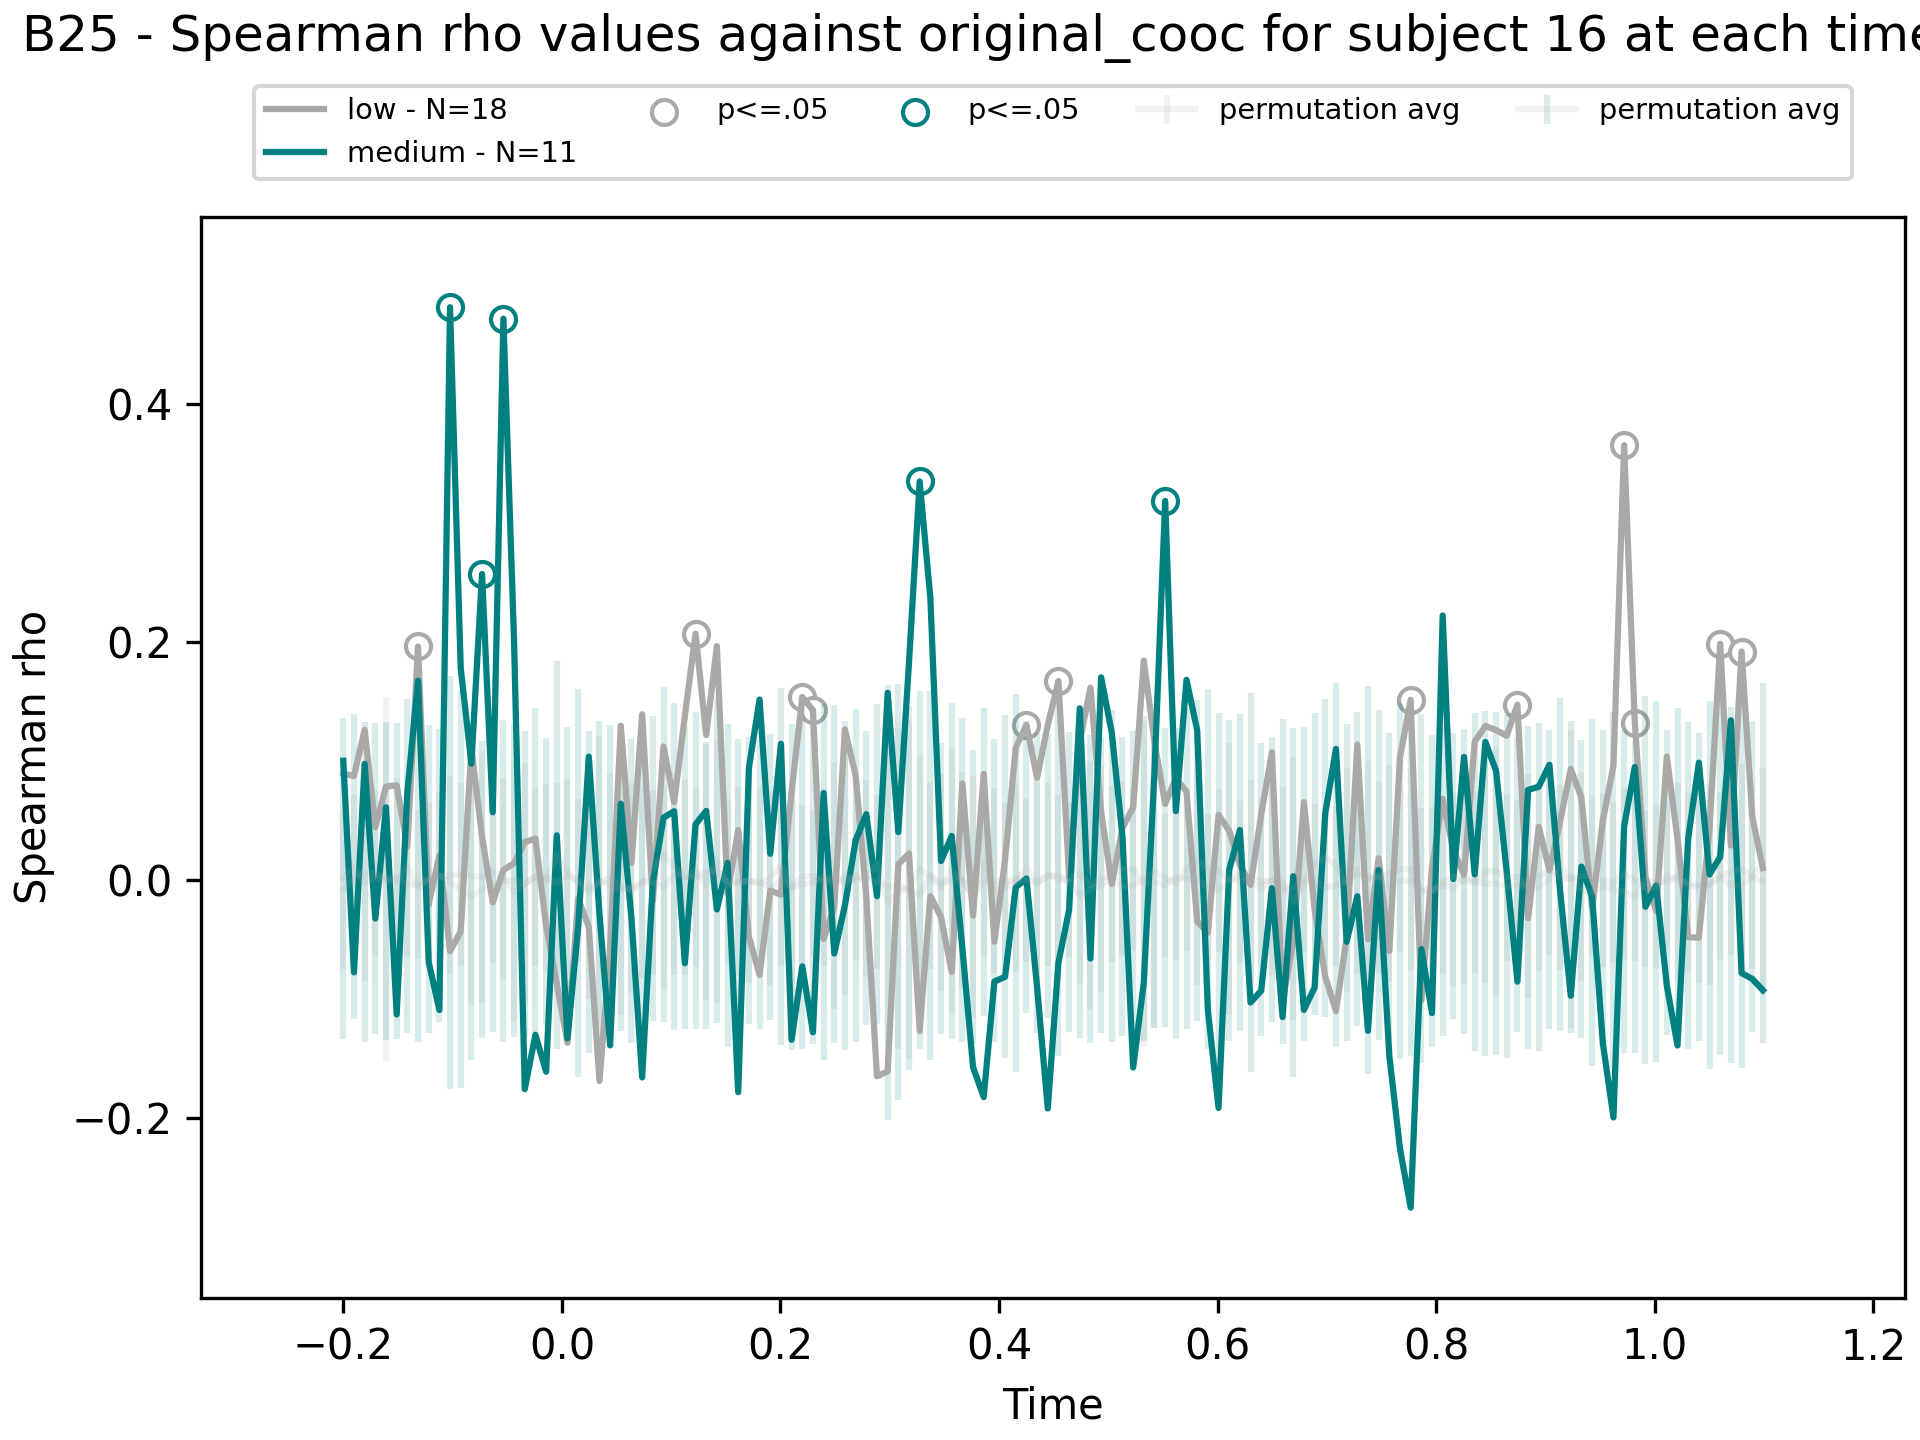 B25 - Spearman rho values against original_cooc for subject 16 at each time
low - N=18
medium - N=11
p<=.05
p<=.05
permutation avg
permutation avg
Spearman rho
0.4
0.2
0.0
−0.2
−0.2 0.0 0.2 0.4 0.6 0.8 1.0 1.2
Time